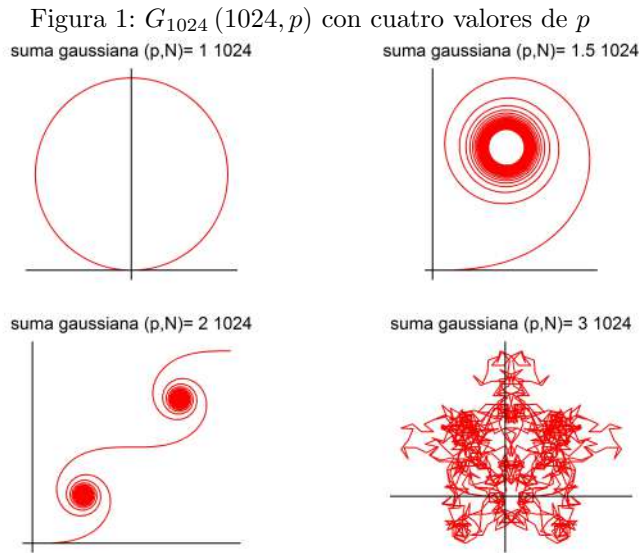 Figura 1: G₁₀₂₄ (1024, p) con cuatro valores de p
suma gaussiana (p,N)= 1 1024
suma gaussiana (p,N)= 1.5 1024
suma gaussiana (p,N)= 2 1024
suma gaussiana (p,N)= 3 1024